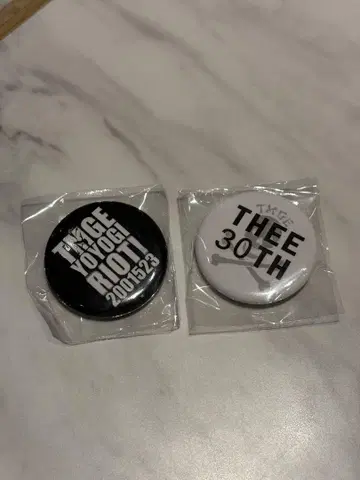 TMGE
YOYOGI
RIOT!
2001523
TMGE
THEE
30TH